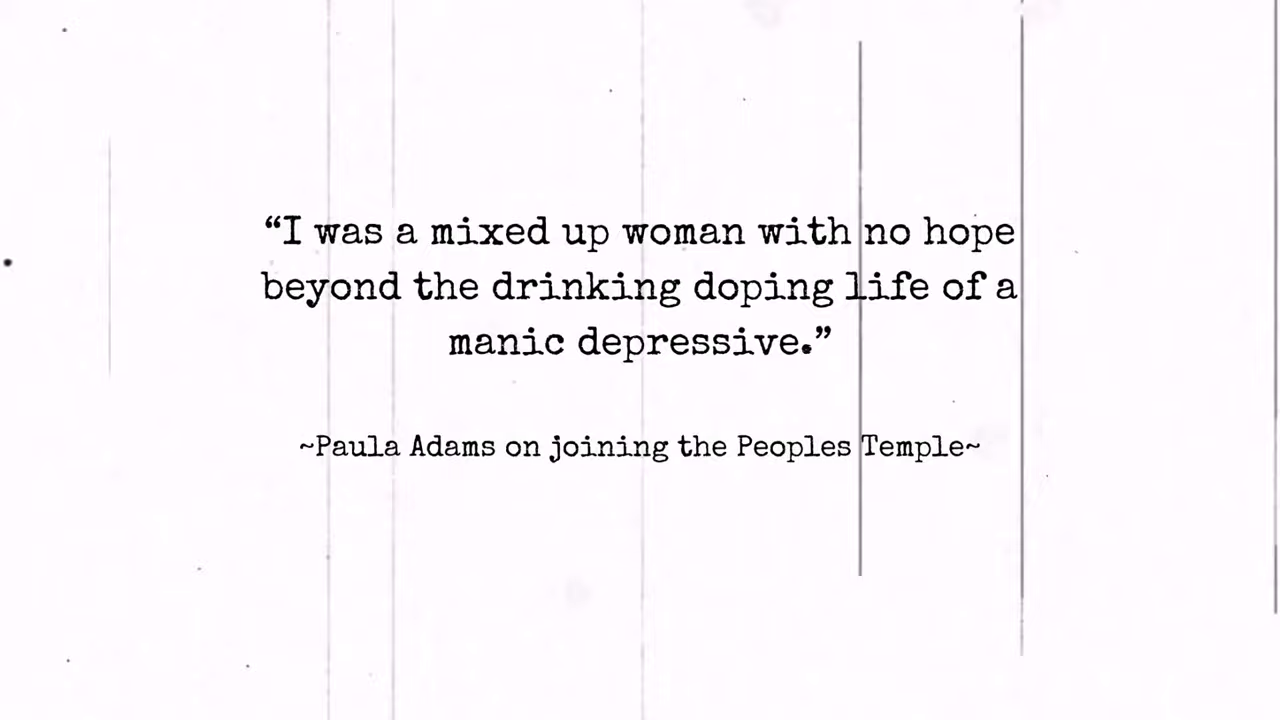 “I was a mixed up woman with no hope
beyond the drinking doping life of a
manic depressive.”
~Paula Adams on joining the Peoples Temple~